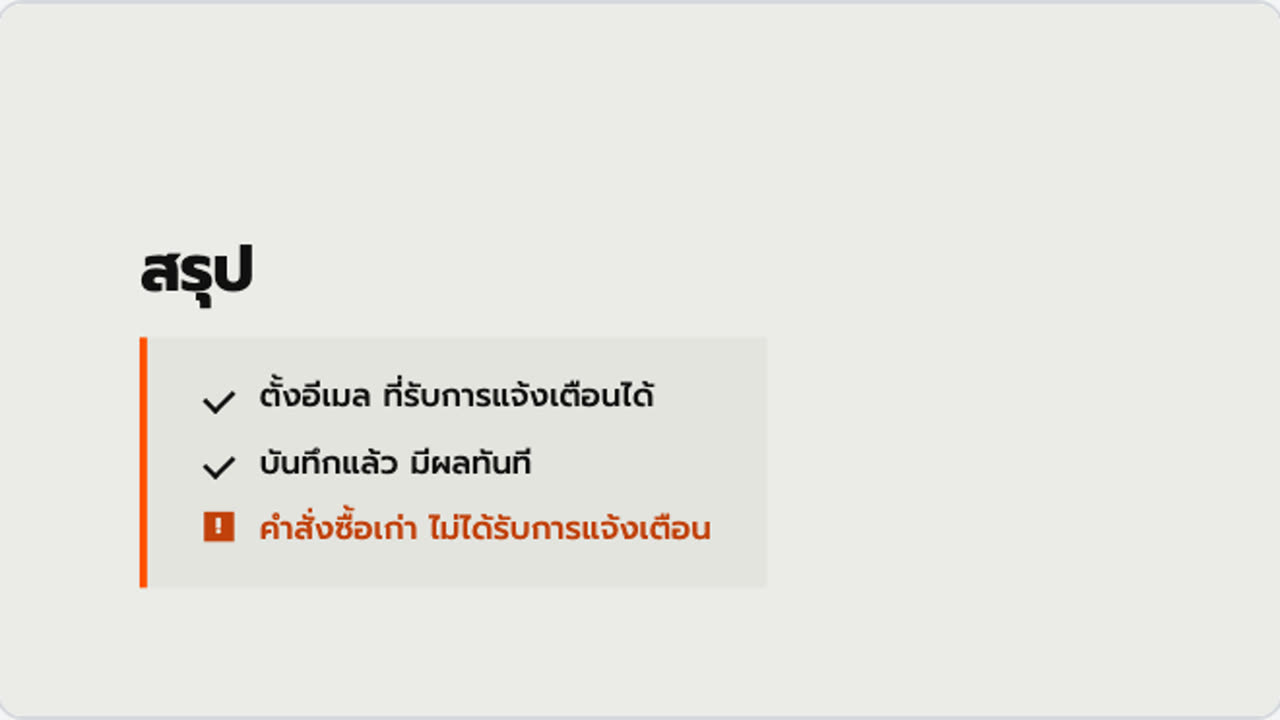 สรุป
ตั้งอีเมล ที่รับการแจ้งเตือนได้
บันทึกแล้ว มีผลทันที
คำสั่งซื้อเก่า ไม่ได้รับการแจ้งเตือน